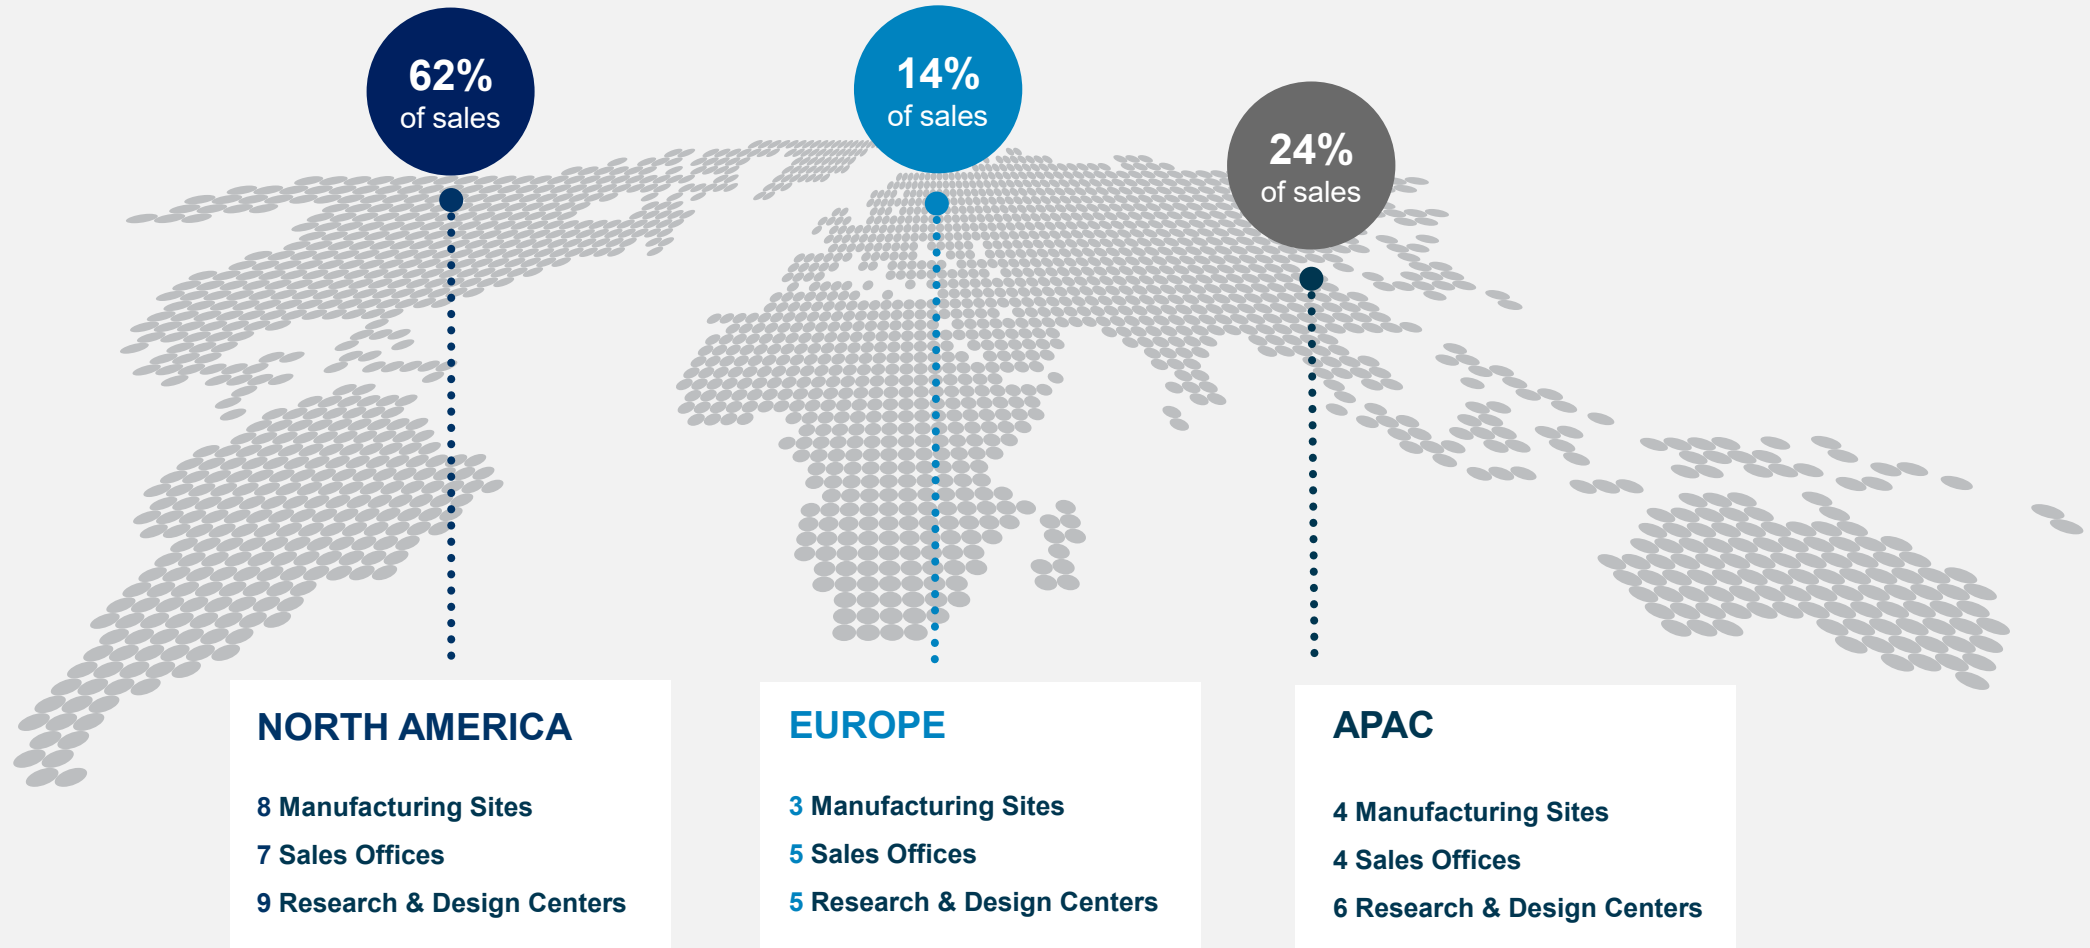 62%
of sales
14%
of sales
24%
of sales
NORTH AMERICA
8 Manufacturing Sites
7 Sales Offices
9 Research & Design Centers
EUROPE
3 Manufacturing Sites
5 Sales Offices
5 Research & Design Centers
APAC
4 Manufacturing Sites
4 Sales Offices
6 Research & Design Centers